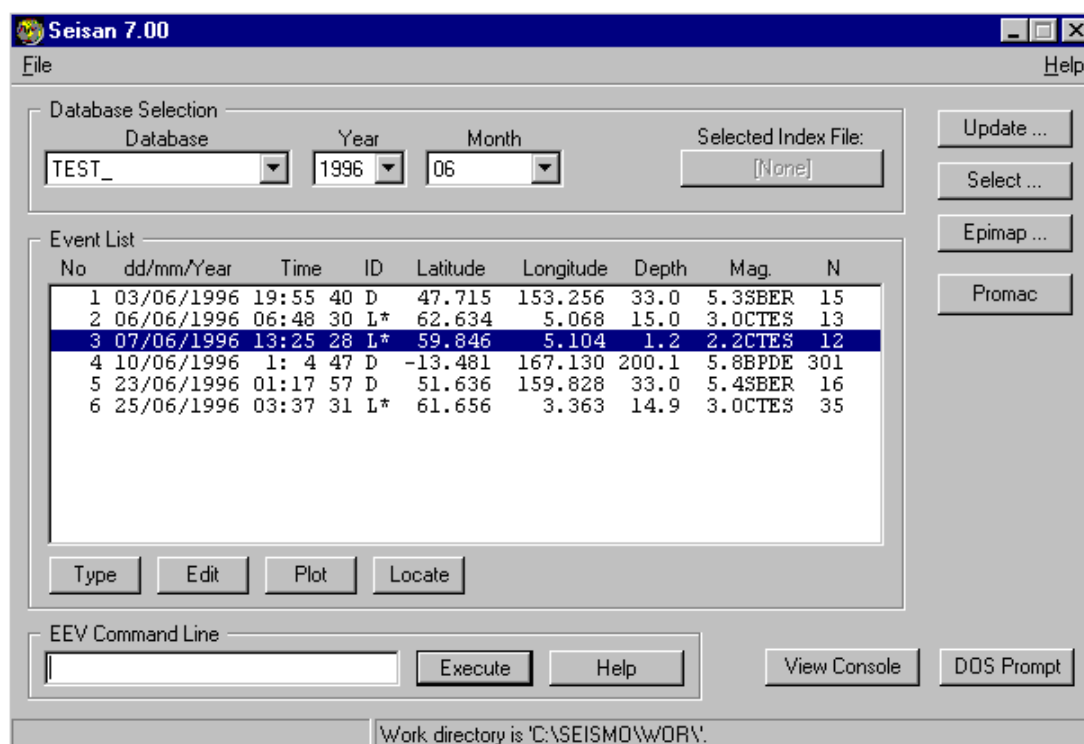 Seisan 7.00
File Help
Database Selection
Database Year Month Selected Index File:
TEST_ 1996 06 [None]
Update ...
Select ...
Epimap ...
Promac
Event List
No dd/mm/Year Time ID Latitude Longitude Depth Mag. N
1 03/06/1996 19:55 40 D 47.715 153.256 33.0 5.3SBER 15
2 06/06/1996 06:48 30 L* 62.634 5.068 15.0 3.0CTES 13
3 07/06/1996 13:25 28 L* 59.846 5.104 1.2 2.2CTES 12
4 10/06/1996 1: 4 47 D -13.481 167.130 200.1 5.8BPDE 301
5 23/06/1996 01:17 57 D 51.636 159.828 33.0 5.4SBER 16
6 25/06/1996 03:37 31 L* 61.656 3.363 14.9 3.0CTES 35
Type Edit Plot Locate
EEV Command Line
Execute Help View Console DOS Prompt
Work directory is 'C:\SEISMO\WOR\'.